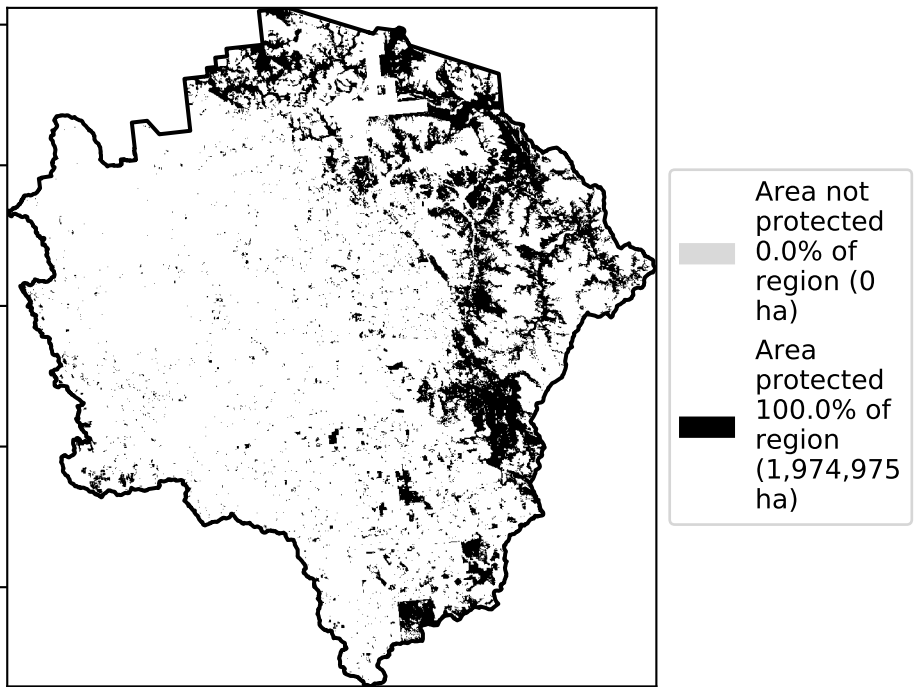 Area not
protected
0.0% of
region (0
ha)
Area
protected
100.0% of
region
(1,974,975
ha)